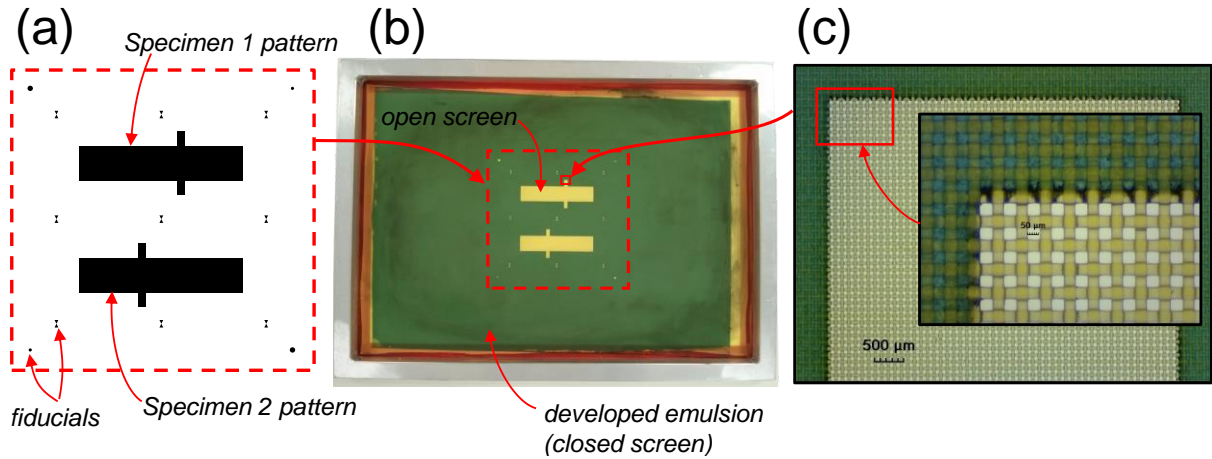 (a)
Specimen 1 pattern
fiducials
Specimen 2 pattern
(b)
open screen
developed emulsion
(closed screen)
(c)
50 µm
500 µm